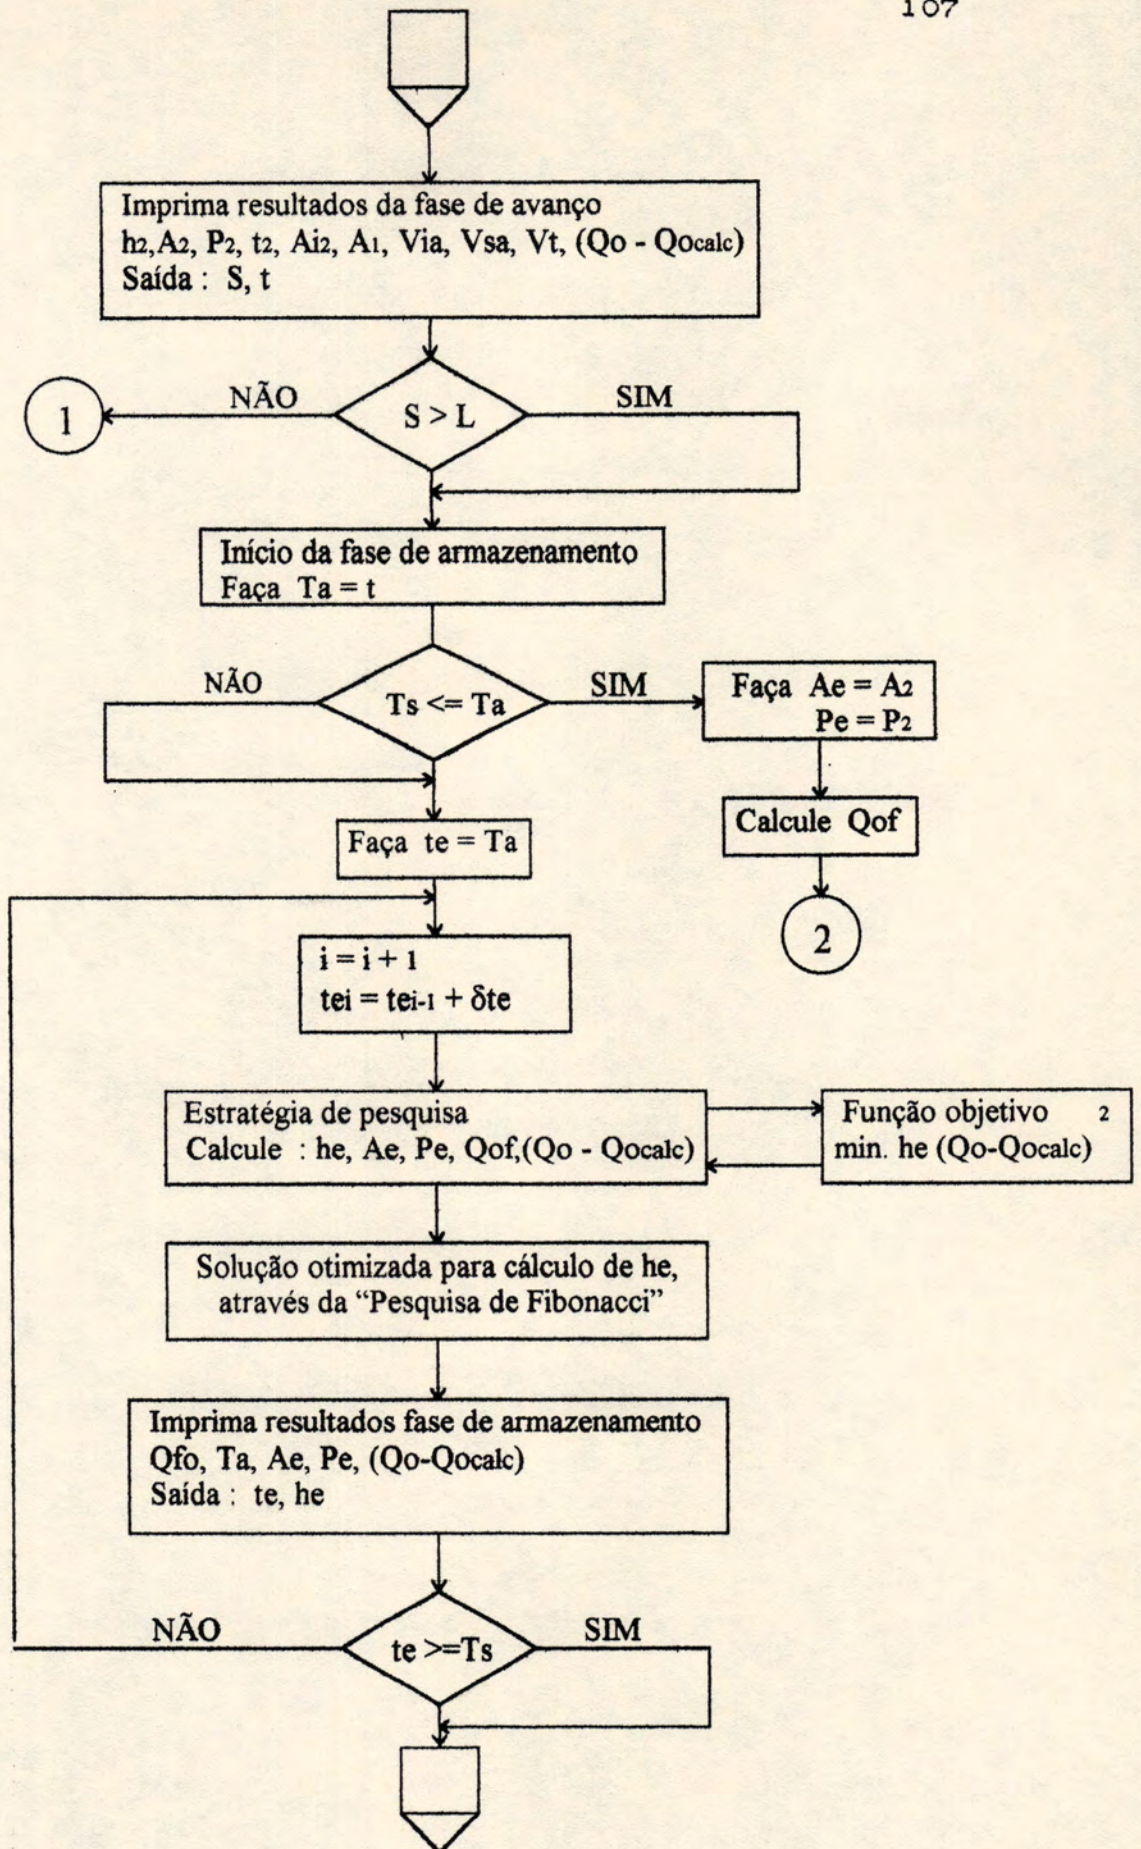 107
Imprima resultados da fase de avanço
h2,A2, P2, t2, Ai2, A1, Via, Vsa, Vt, (Qo - Qocalc)
Saída : S, t
NÃO
SIM
1
S > L
Início da fase de armazenamento
Faça Ta = t
NÃO
SIM
Ts <= Ta
Faça Ae = A2
Pe = P2
Calcule Qof
Faça te = Ta
2
i = i + 1
tei = tei-1 + δte
Estratégia de pesquisa
Calcule : he, Ae, Pe, Qof,(Qo - Qocalc)
Função objetivo 2
min. he (Qo-Qocalc)
Solução otimizada para cálculo de he,
através da “Pesquisa de Fibonacci”
Imprima resultados fase de armazenamento
Qfo, Ta, Ae, Pe, (Qo-Qocalc)
Saída : te, he
NÃO
SIM
te >=Ts